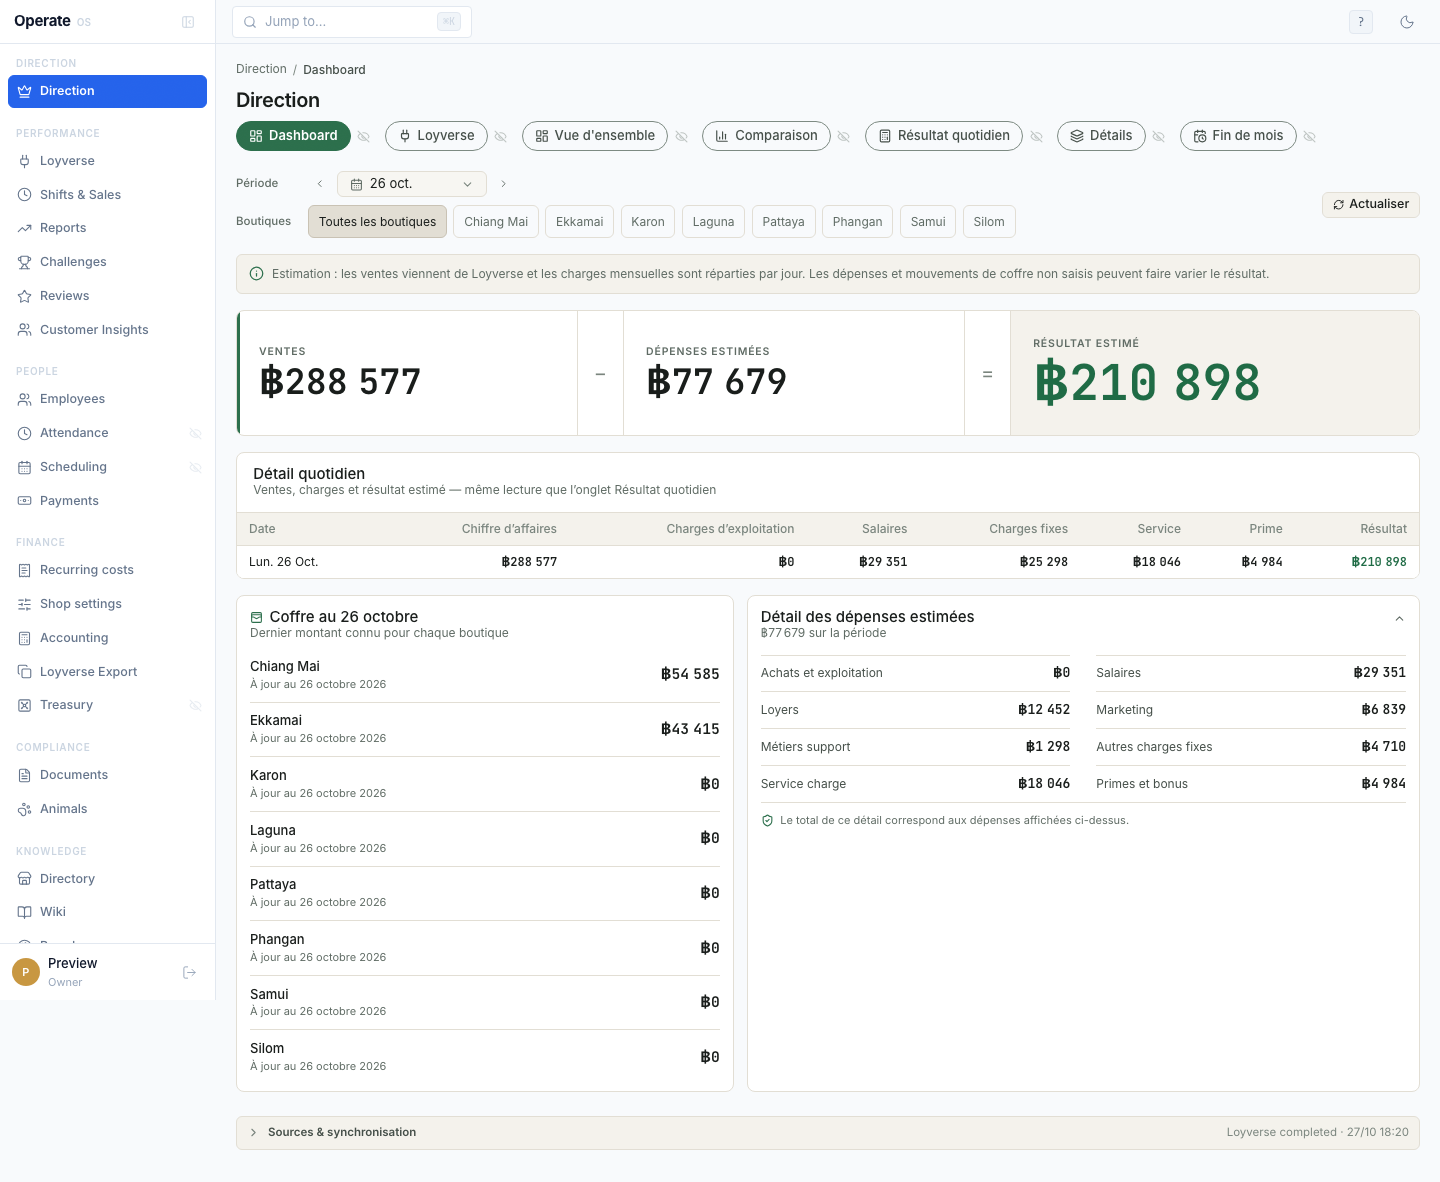 Operate OS
Jump to...
⌘K
?
DIRECTION
Direction
PERFORMANCE
Loyverse
Shifts & Sales
Reports
Challenges
Reviews
Customer Insights
PEOPLE
Employees
Attendance
Scheduling
Payments
FINANCE
Recurring costs
Shop settings
Accounting
Loyverse Export
Treasury
COMPLIANCE
Documents
Animals
KNOWLEDGE
Directory
Wiki
P
Preview
Owner
Direction / Dashboard
Direction
Dashboard
Loyverse
Vue d'ensemble
Comparaison
Résultat quotidien
Détails
Fin de mois
Période
26 oct.
Boutiques
Toutes les boutiques
Chiang Mai
Ekkamai
Karon
Laguna
Pattaya
Phangan
Samui
Silom
Actualiser
Estimation : les ventes viennent de Loyverse et les charges mensuelles sont réparties par jour. Les dépenses et mouvements de coffre non saisis peuvent faire varier le résultat.
VENTES
฿288 577
−
DÉPENSES ESTIMÉES
฿77 679
=
RÉSULTAT ESTIMÉ
฿210 898
Détail quotidien
Ventes, charges et résultat estimé — même lecture que l’onglet Résultat quotidien
Date Chiffre d’affaires Charges d’exploitation Salaires Charges fixes Service Prime Résultat
Lun. 26 Oct. ฿288 577 ฿0 ฿29 351 ฿25 298 ฿18 046 ฿4 984 ฿210 898
Coffre au 26 octobre
Dernier montant connu pour chaque boutique
Chiang Mai ฿54 585
À jour au 26 octobre 2026
Ekkamai ฿43 415
À jour au 26 octobre 2026
Karon ฿0
À jour au 26 octobre 2026
Laguna ฿0
À jour au 26 octobre 2026
Pattaya ฿0
À jour au 26 octobre 2026
Phangan ฿0
À jour au 26 octobre 2026
Samui ฿0
À jour au 26 octobre 2026
Silom ฿0
À jour au 26 octobre 2026
Détail des dépenses estimées
฿77 679 sur la période
Achats et exploitation ฿0 Salaires ฿29 351
Loyers ฿12 452 Marketing ฿6 839
Métiers support ฿1 298 Autres charges fixes ฿4 710
Service charge ฿18 046 Primes et bonus ฿4 984
Le total de ce détail correspond aux dépenses affichées ci-dessus.
Sources & synchronisation
Loyverse completed · 27/10 18:20